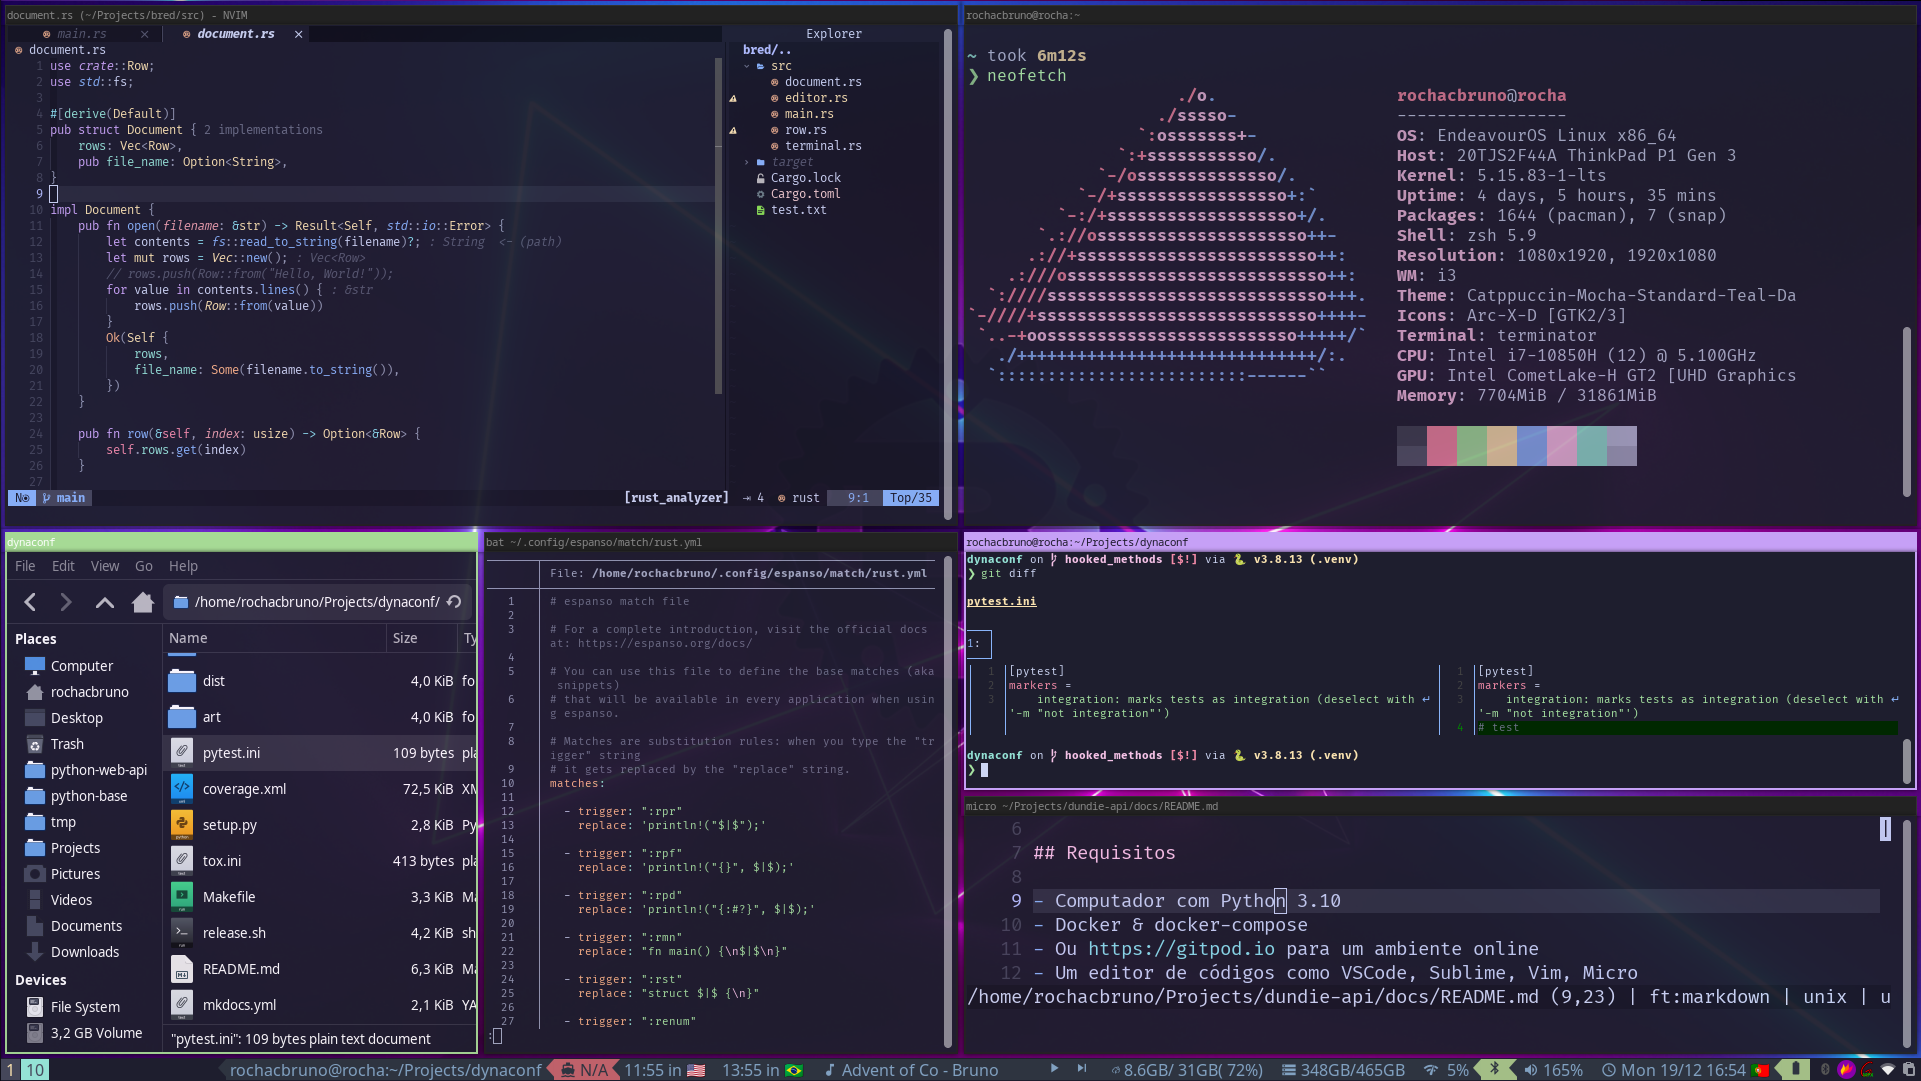 document.rs (~/Projects/bred/src) - NVIM
main.rs × document.rs ×
document.rs
1 use crate::Row;
2 use std::fs;
3
4 #[derive(Default)]
5 pub struct Document { 2 implementations
6 rows: Vec<Row>,
7 pub file_name: Option<String>,
8 }
9
10 impl Document {
11 pub fn open(filename: &str) -> Result<Self, std::io::Error> {
12 let contents = fs::read_to_string(filename)?; : String <- (path)
13 let mut rows = Vec::new(); : Vec<Row>
14 // rows.push(Row::from("Hello, World!"));
15 for value in contents.lines() { : &str
16 rows.push(Row::from(value))
17 }
18 Ok(Self {
19 rows,
20 file_name: Some(filename.to_string()),
21 })
22 }
23
24 pub fn row(&self, index: usize) -> Option<&Row> {
25 self.rows.get(index)
26 }
27
N main [rust_analyzer] 4 rust 9:1 Top/35
Explorer
bred/..
src
document.rs
editor.rs
main.rs
row.rs
terminal.rs
target
Cargo.lock
Cargo.toml
test.txt
rochacbruno@rocha:~
~ took 6m12s
❯ neofetch
./o.
./sssso-
`:osssssss+-
`:+sssssssssso/.
`-/ossssssssssssso/.
`-/+sssssssssssssssso+:`
`-:/+sssssssssssssssssso+/.
`.://osssssssssssssssssssso++-
.://+ssssssssssssssssssssssso++:
.:///ossssssssssssssssssssssssso++:
`:////ssssssssssssssssssssssssssso+++.
`-////+ssssssssssssssssssssssssssso++++-
`..-+oosssssssssssssssssssssssso+++++/`
./++++++++++++++++++++++++++++++/:.
`:::::::::::::::::::::::::------``
rochacbruno@rocha
-----------------
OS: EndeavourOS Linux x86_64
Host: 20TJS2F44A ThinkPad P1 Gen 3
Kernel: 5.15.83-1-lts
Uptime: 4 days, 5 hours, 35 mins
Packages: 1644 (pacman), 7 (snap)
Shell: zsh 5.9
Resolution: 1080x1920, 1920x1080
WM: i3
Theme: Catppuccin-Mocha-Standard-Teal-Da
Icons: Arc-X-D [GTK2/3]
Terminal: terminator
CPU: Intel i7-10850H (12) @ 5.100GHz
GPU: Intel CometLake-H GT2 [UHD Graphics
Memory: 7704MiB / 31861MiB
dynaconf
File Edit View Go Help
/home/rochacbruno/Projects/dynaconf/
Places
Computer
rochacbruno
Desktop
Trash
python-web-api
python-base
tmp
Projects
Pictures
Videos
Documents
Downloads
Devices
File System
3,2 GB Volume
Name Size Ty
dist 4,0 KiB fo
art 4,0 KiB fo
pytest.ini 109 bytes pla
coverage.xml 72,5 KiB XM
setup.py 2,8 KiB Py
tox.ini 413 bytes pla
Makefile 3,3 KiB Ma
release.sh 4,2 KiB sh
README.md 6,3 KiB Ma
mkdocs.yml 2,1 KiB YA
"pytest.ini": 109 bytes plain text document
bat ~/.config/espanso/match/rust.yml
File: /home/rochacbruno/.config/espanso/match/rust.yml
1 # espanso match file
2
3 # For a complete introduction, visit the official docs
at: https://espanso.org/docs/
4
5 # You can use this file to define the base matches (aka
snippets)
6 # that will be available in every application when usin
g espanso.
7
8 # Matches are substitution rules: when you type the "tr
igger" string
9 # it gets replaced by the "replace" string.
10 matches:
11
12 - trigger: ":rpr"
13 replace: 'println!("$|$");'
14
15 - trigger: ":rpf"
16 replace: 'println!("{}", $|$);'
17
18 - trigger: ":rpd"
19 replace: 'println!("{:#?}", $|$);'
20
21 - trigger: ":rmn"
22 replace: "fn main() {\n$|$\n}"
23
24 - trigger: ":rst"
25 replace: "struct $|$ {\n}"
26
27 - trigger: ":renum"
:
rochacbruno@rocha:~/Projects/dynaconf
dynaconf on hooked_methods [$!] via 🐍 v3.8.13 (.venv)
❯ git diff
pytest.ini
1:
1 [pytest]
2 markers =
3 integration: marks tests as integration (deselect with ↵
'-m "not integration"')
1 [pytest]
2 markers =
3 integration: marks tests as integration (deselect with ↵
'-m "not integration"')
4 # test
dynaconf on hooked_methods [$!] via 🐍 v3.8.13 (.venv)
❯
micro ~/Projects/dundie-api/docs/README.md
6
7 ## Requisitos
8
9 - Computador com Python 3.10
10 - Docker & docker-compose
11 - Ou https://gitpod.io para um ambiente online
12 - Um editor de códigos como VSCode, Sublime, Vim, Micro
/home/rochacbruno/Projects/dundie-api/docs/README.md (9,23) | ft:markdown | unix | u
1 10 rochacbruno@rocha:~/Projects/dynaconf N/A 11:55 in 🇺🇸 13:55 in 🇧🇷 Advent of Co - Bruno 8.6GB/ 31GB( 72%) 348GB/465GB 5% 165% Mon 19/12 16:54 🇵🇹